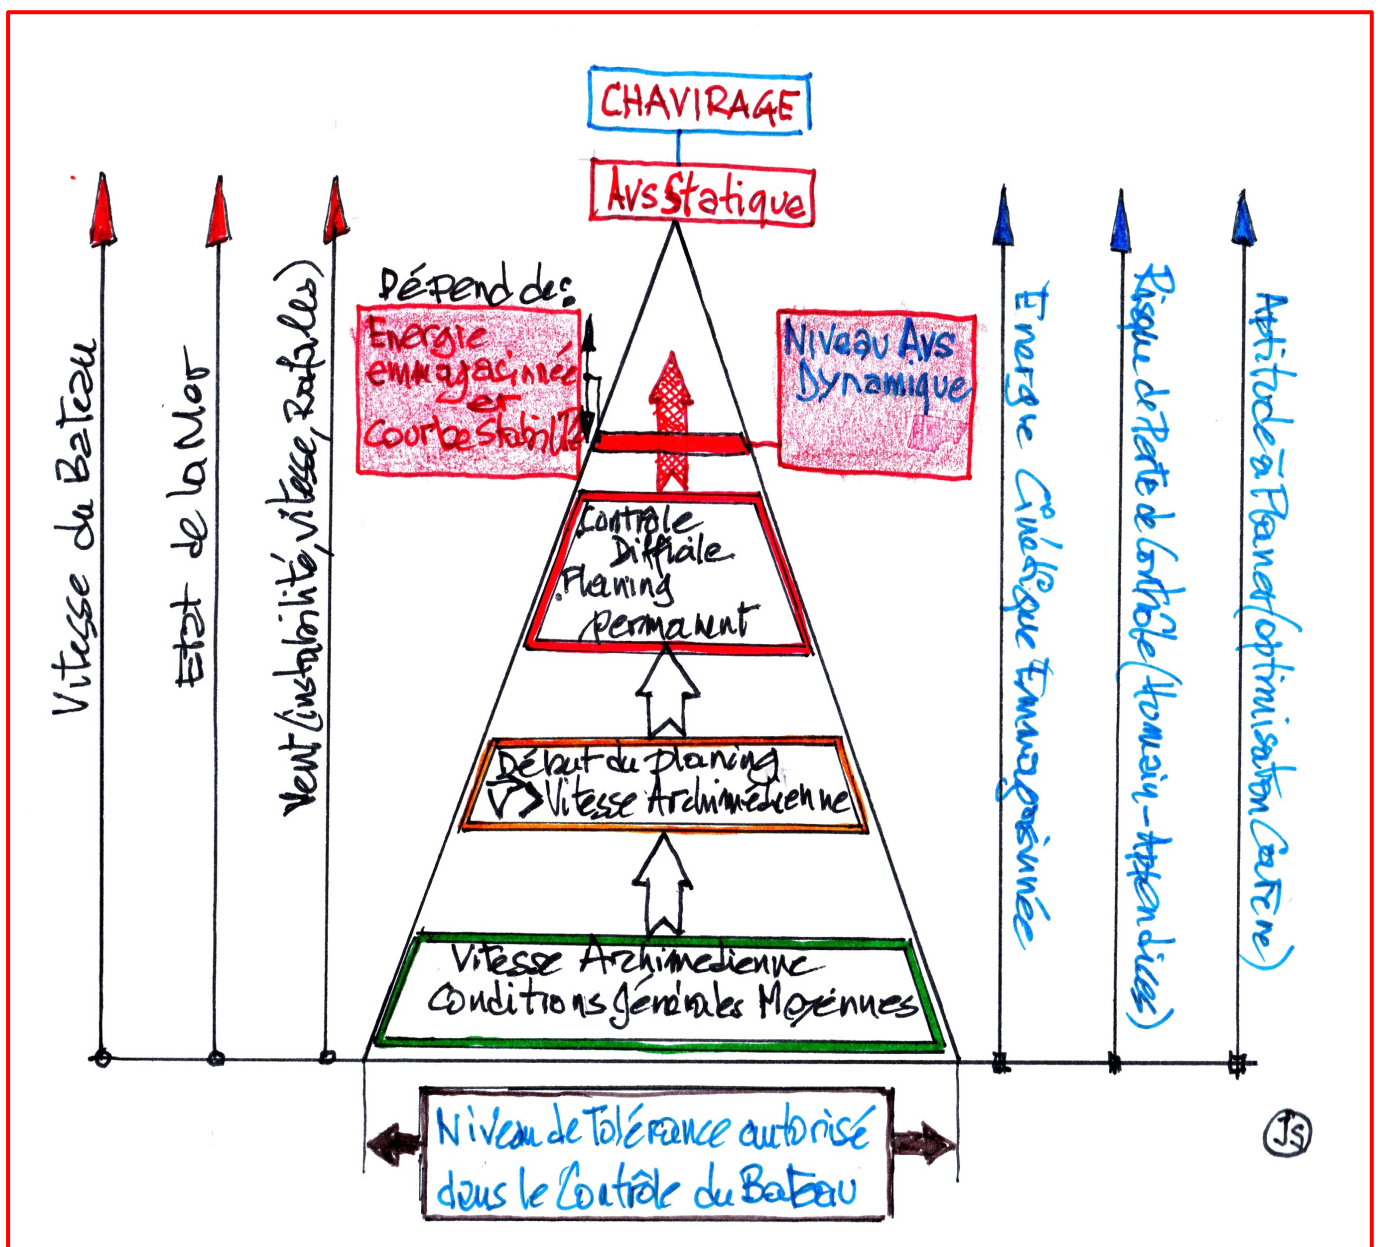 CHAVIRAGE
AVS Statique
Dépend de:
Energie
emmagacinnée
et
Courbe Stabilité
Niveau AVS
Dynamique
Contrôle
Difficile
Planing
permanent
Début du planing
V > Vitesse Archimédienne
Vitesse Archimedienne
Conditions générales Moyennes
Niveau de Tolérance autorisé
dans le Contrôle du Bateau
Vitesse du Bateau
Etat de la Mer
Vent (instabilité, vitesse, Rafales)
Energie Cinétique Emmagasinnée
Risque de Perte de Contrôle (Humain - Appendices)
Aptitude à Planer (optimisation Carène)
JS